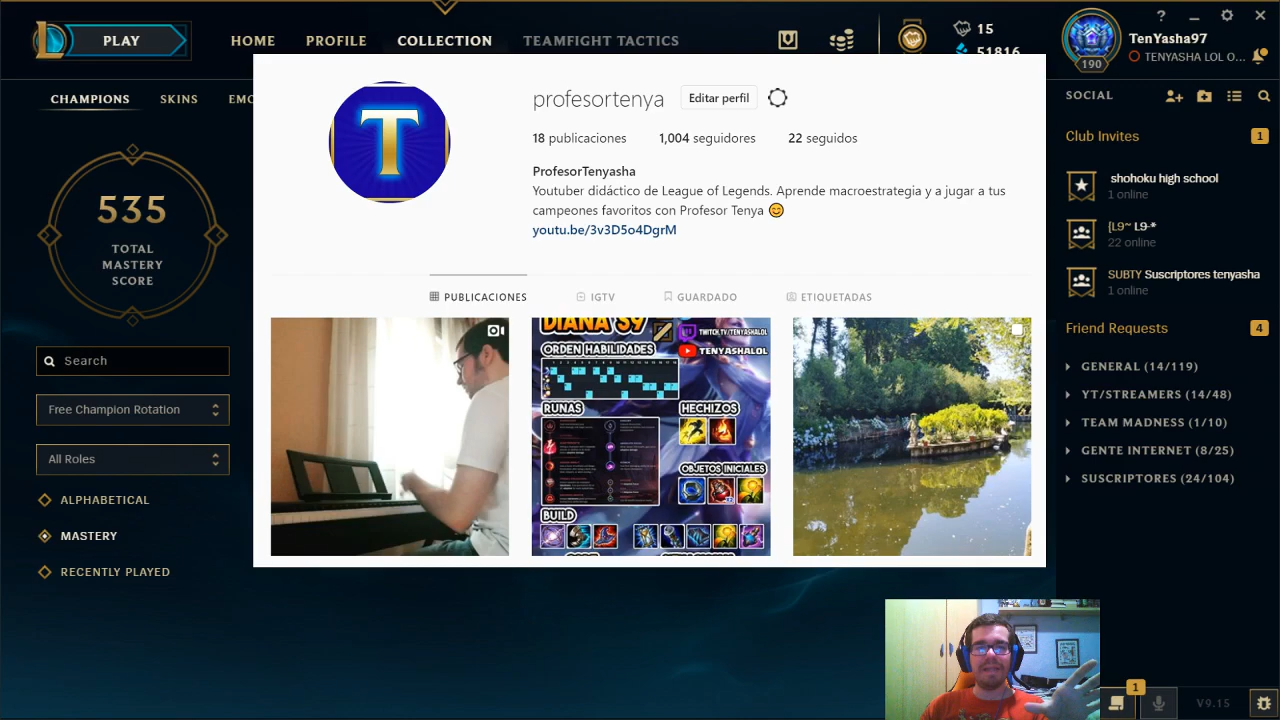 PLAY
HOME
PROFILE
COLLECTION
TEAMFIGHT TACTICS
15
51816
190
TenYasha97
TENYASHA LOL O...
CHAMPIONS
SKINS
EMO
535
TOTAL
MASTERY
SCORE
Search
Free Champion Rotation
All Roles
ALPHABETICAL
MASTERY
RECENTLY PLAYED
T
profesortenya
Editar perfil
18 publicaciones 1,004 seguidores 22 seguidos
ProfesorTenyasha
Youtuber didáctico de League of Legends. Aprende macroestrategia y a jugar a tus
campeones favoritos con Profesor Tenya 😊
youtu.be/3v3D5o4DgrM
PUBLICACIONES
IGTV
GUARDADO
ETIQUETADAS
DIANA S9
TWITCH.TV/TENYASHALOL
ORDEN HABILIDADES
TENYASHALOL
RUNAS
HECHIZOS
OBJETOS INICIALES
BUILD
SOCIAL
Club Invites
1
shohoku high school
1 online
[L9~ L9-*
22 online
SUBTY Suscriptores tenyasha
1 online
Friend Requests
4
GENERAL (14/119)
YT/STREAMERS (14/48)
TEAM MADNESS (1/10)
GENTE INTERNET (8/25)
SUSCRIPTORES (24/104)
1
V9.15